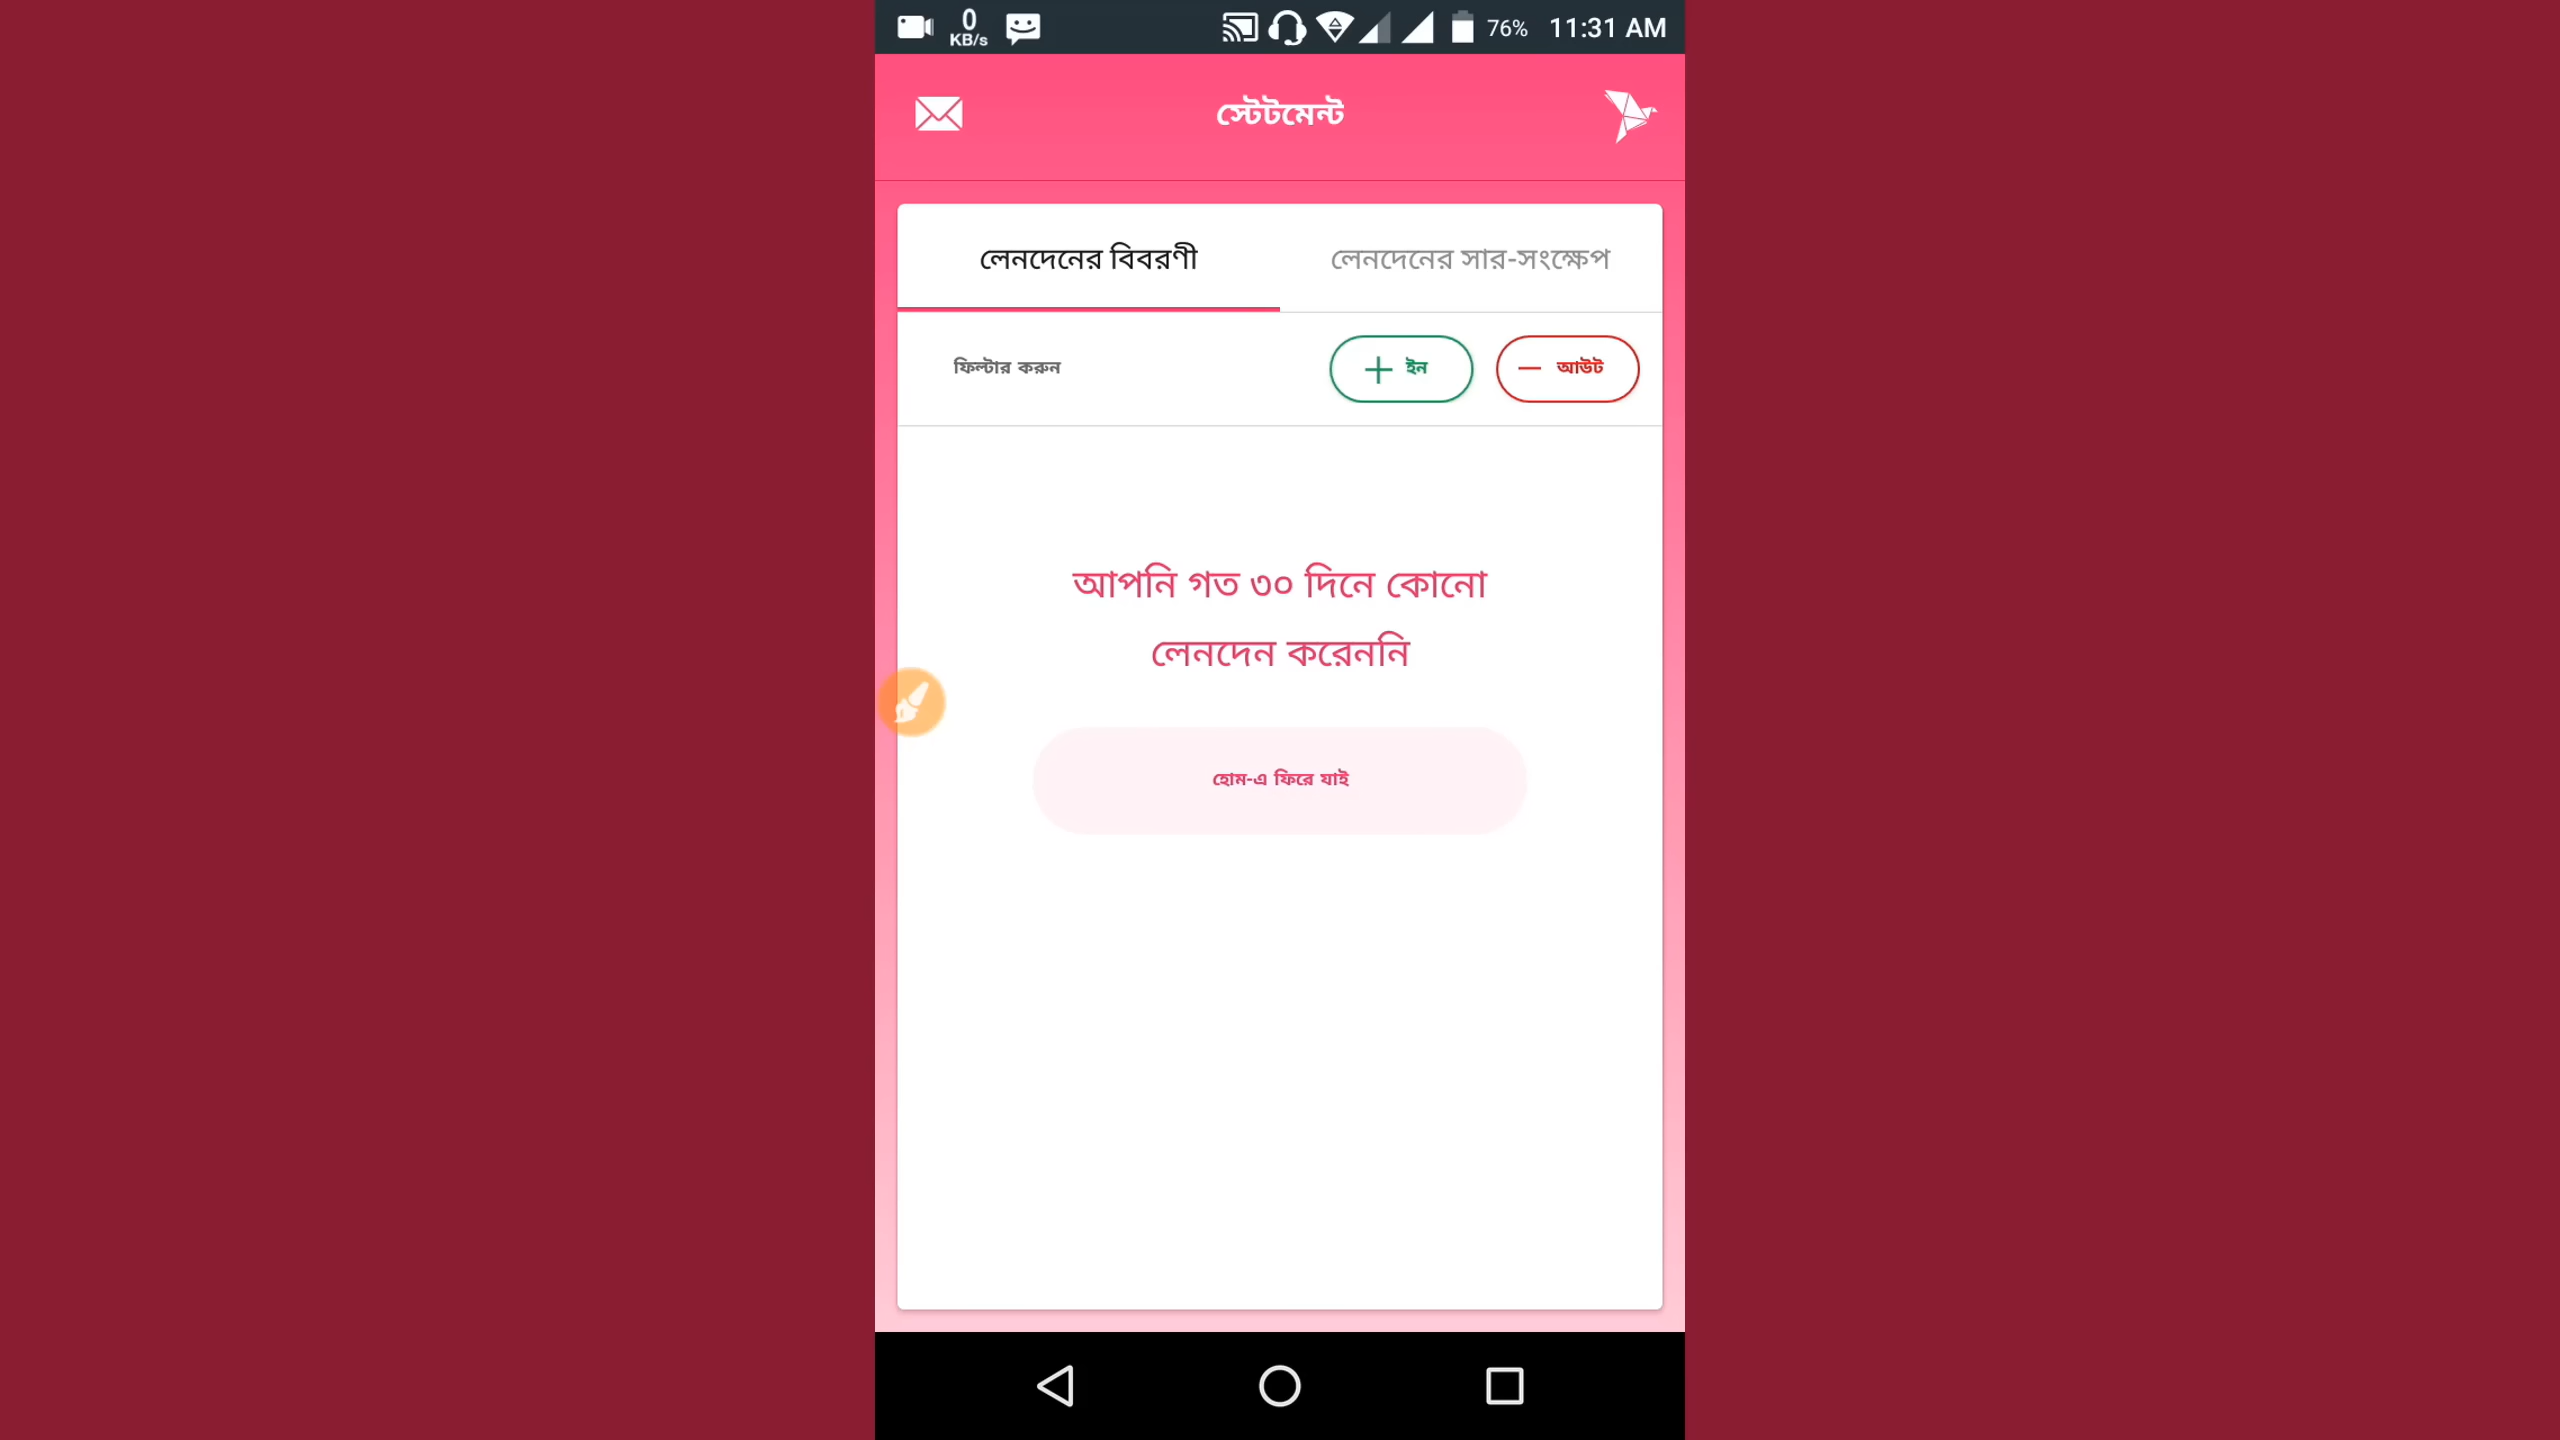 0
KB/s
76%
11:31 AM
স্টেটমেন্ট
লেনদেনের বিবরণী
লেনদেনের সার-সংক্ষেপ
ফিল্টার করুন
ইন
আউট
আপনি গত ৩০ দিনে কোনো
লেনদেন করেননি
হোম-এ ফিরে যাই